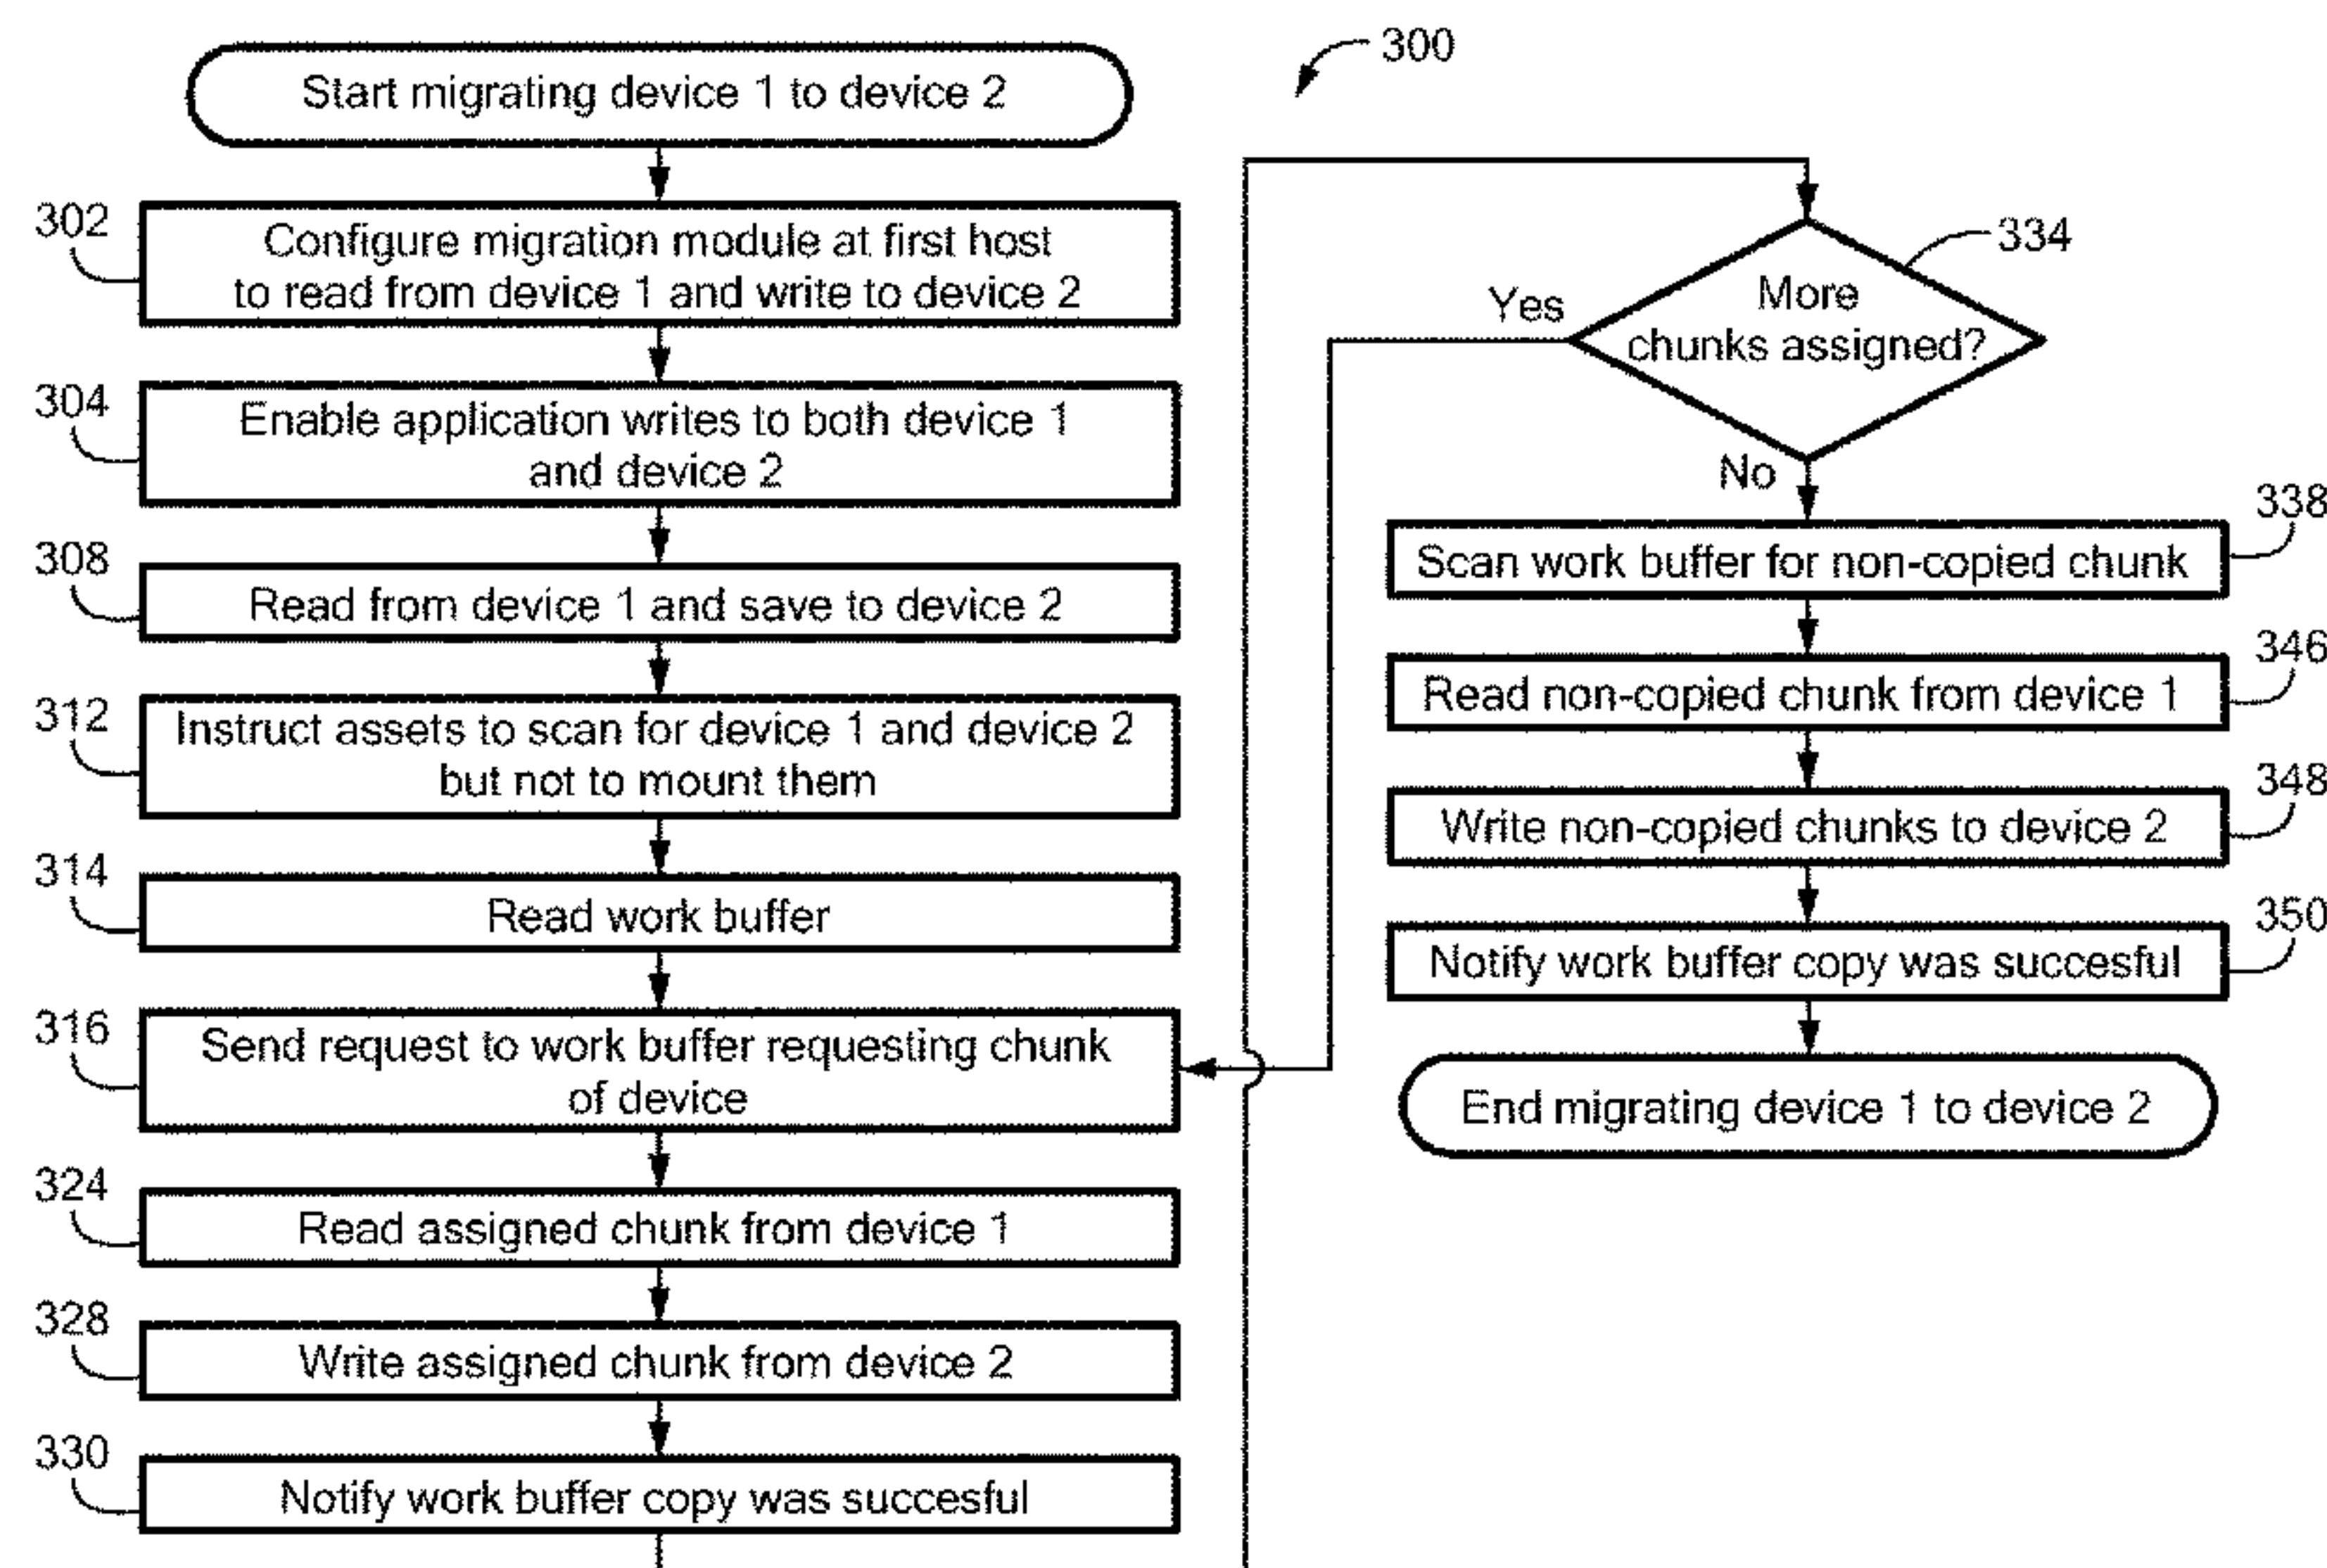 300
Start migrating device 1 to device 2
302
Configure migration module at first host
to read from device 1 and write to device 2
304
Enable application writes to both device 1
and device 2
308
Read from device 1 and save to device 2
312
Instruct assets to scan for device 1 and device 2
but not to mount them
314
Read work buffer
316
Send request to work buffer requesting chunk
of device
324
Read assigned chunk from device 1
328
Write assigned chunk from device 2
330
Notify work buffer copy was succesful
334
More
chunks assigned?
Yes
No
338
Scan work buffer for non-copied chunk
346
Read non-copied chunk from device 1
348
Write non-copied chunks to device 2
350
Notify work buffer copy was succesful
End migrating device 1 to device 2